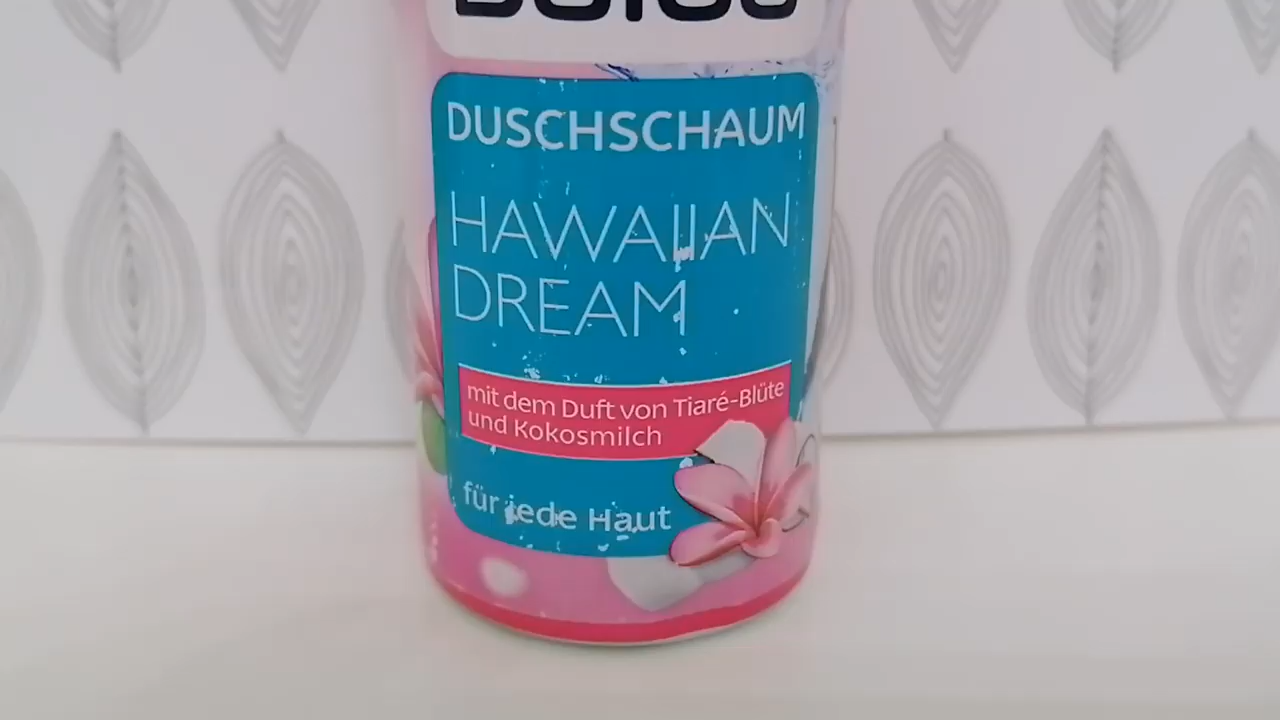 DUSCHSCHAUM
HAWAIIAN
DREAM
mit dem Duft von Tiaré-Blüte
und Kokosmilch
für jede Haut